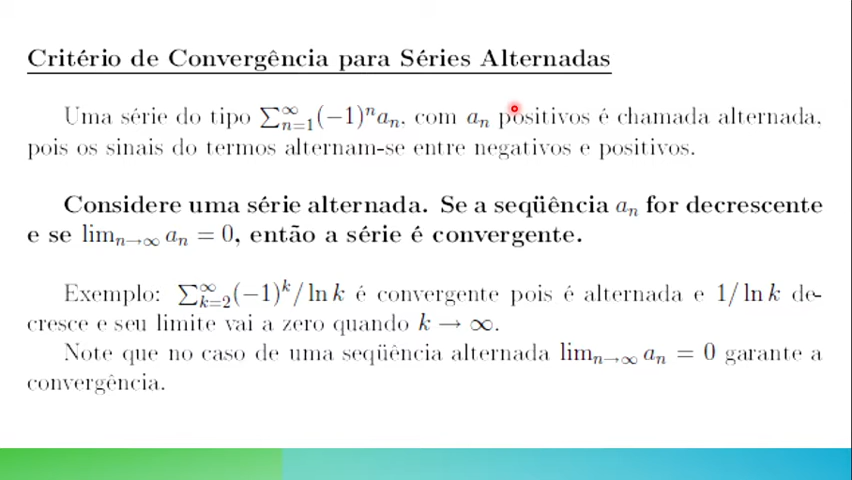 Critério de Convergência para Séries Alternadas
Uma série do tipo ∑_{n=1}^{∞}(−1)^n a_n, com a_n positivos é chamada alternada,
pois os sinais do termos alternam-se entre negativos e positivos.
Considere uma série alternada. Se a seqüência a_n for decrescente
e se lim_{n→∞} a_n = 0, então a série é convergente.
Exemplo: ∑_{k=2}^{∞}(−1)^k/ ln k é convergente pois é alternada e 1/ ln k de-
cresce e seu limite vai a zero quando k → ∞.
Note que no caso de uma seqüência alternada lim_{n→∞} a_n = 0 garante a
convergência.